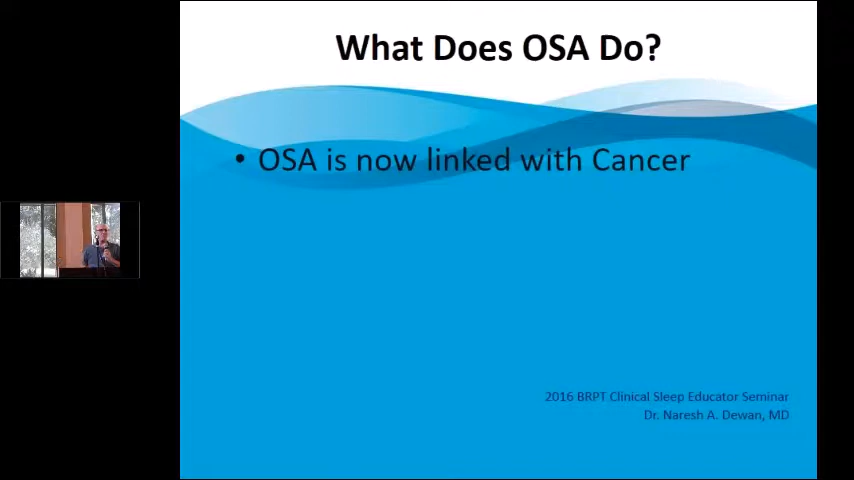 What Does OSA Do?
• OSA is now linked with Cancer
2016 BRPT Clinical Sleep Educator Seminar
Dr. Naresh A. Dewan, MD